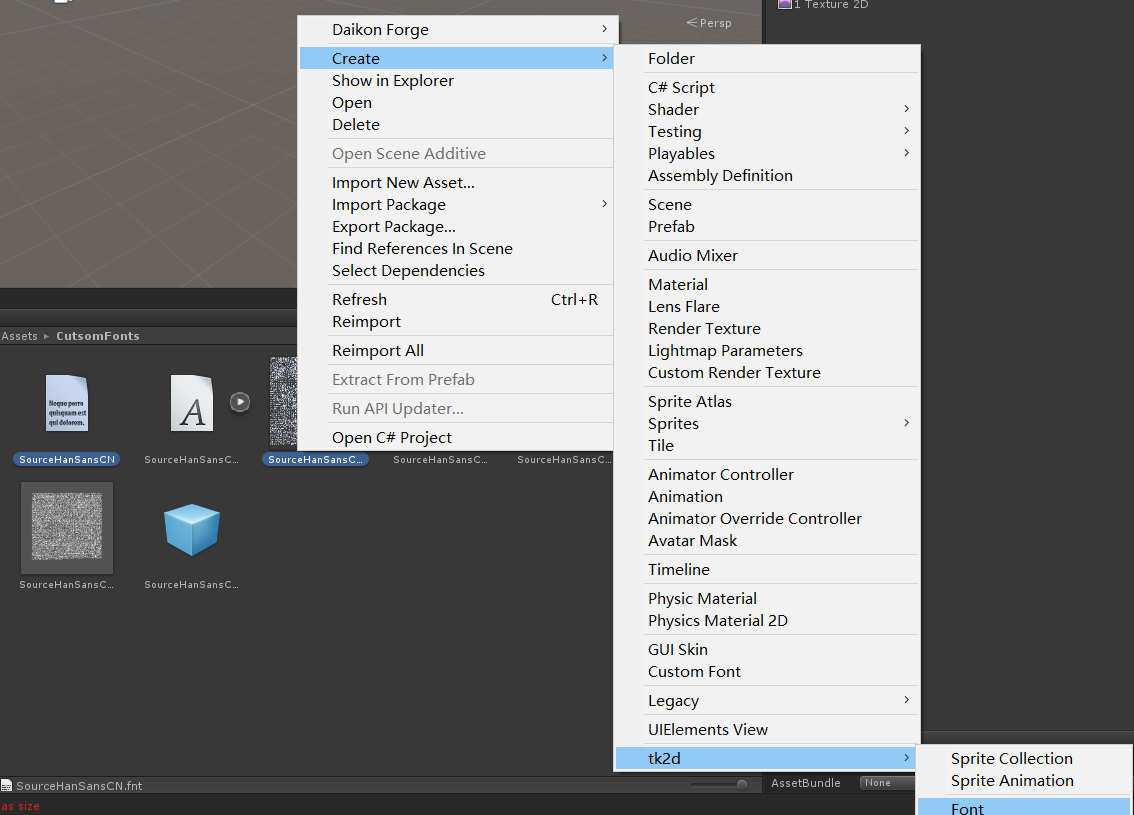 1 Texture 2D
Persp
Daikon Forge
Create
Show in Explorer
Open
Delete
Open Scene Additive
Import New Asset...
Import Package
Export Package...
Find References In Scene
Select Dependencies
Refresh Ctrl+R
Reimport
Reimport All
Extract From Prefab
Run API Updater...
Open C# Project
Folder
C# Script
Shader
Testing
Playables
Assembly Definition
Scene
Prefab
Audio Mixer
Material
Lens Flare
Render Texture
Lightmap Parameters
Custom Render Texture
Sprite Atlas
Sprites
Tile
Animator Controller
Animation
Animator Override Controller
Avatar Mask
Timeline
Physic Material
Physics Material 2D
GUI Skin
Custom Font
Legacy
UIElements View
tk2d
Sprite Collection
Sprite Animation
Font
Assets ▸ CutsomFonts
Neque porro
quisquam est
qui dolorem.
A
SourceHanSansCN
SourceHanSansC...
SourceHanSansC...
SourceHanSansC...
SourceHanSansC...
SourceHanSansC...
SourceHanSansC...
SourceHanSansCN.fnt
AssetBundle
None
as size